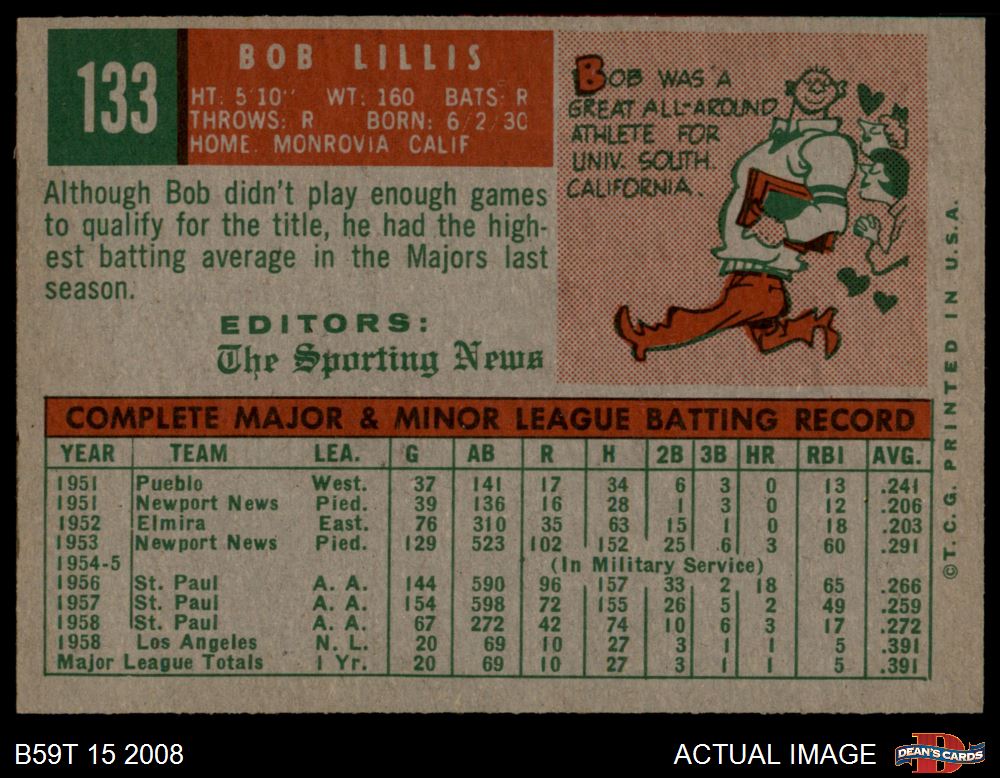 133
BOB LILLIS
HT: 5'10" WT: 160 BATS: R
THROWS: R BORN: 6/2/30
HOME: MONROVIA CALIF
BOB WAS A
GREAT ALL-AROUND
ATHLETE FOR
UNIV. SOUTH.
CALIFORNIA.
Although Bob didn't play enough games
to qualify for the title, he had the high-
est batting average in the Majors last
season.
EDITORS:
The Sporting News
COMPLETE MAJOR & MINOR LEAGUE BATTING RECORD
YEAR TEAM LEA. G AB R H 2B 3B HR RBI AVG.
1951 Pueblo West. 37 141 17 34 6 3 0 13 .241
1951 Newport News Pied. 39 136 16 28 1 3 0 12 .206
1952 Elmira East. 76 310 35 63 15 1 0 18 .203
1953 Newport News Pied. 129 523 102 152 25 6 3 60 .291
1954-5 (In Military Service)
1956 St. Paul A. A. 144 590 96 157 33 2 18 65 .266
1957 St. Paul A. A. 154 598 72 155 26 5 2 49 .259
1958 St. Paul A. A. 67 272 42 74 10 6 3 17 .272
1958 Los Angeles N. L. 20 69 10 27 3 1 1 5 .391
Major League Totals 1 Yr. 20 69 10 27 3 1 1 5 .391
©T.C.G. PRINTED IN U.S.A.
B59T 15 2008
ACTUAL IMAGE
D
DEAN'S CARDS